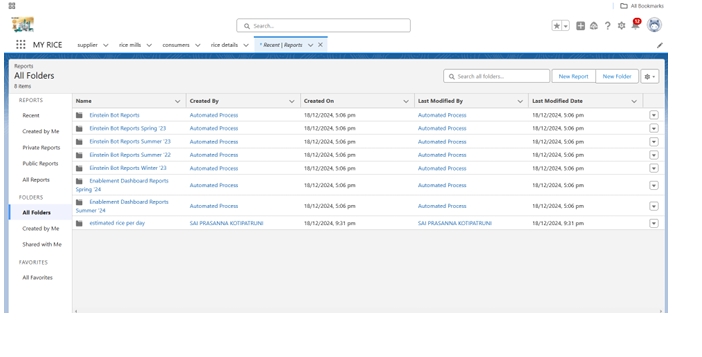 All Bookmarks
Search...
12
MY RICE supplier rice mills consumers rice details * Recent | Reports
Reports
All Folders
8 items
Search all folders... New Report New Folder
REPORTS
Recent
Created by Me
Private Reports
Public Reports
All Reports
FOLDERS
All Folders
Created by Me
Shared with Me
FAVORITES
All Favorites
Name Created By Created On Last Modified By Last Modified Date
Einstein Bot Reports Automated Process 18/12/2024, 5:06 pm Automated Process 18/12/2024, 5:06 pm
Einstein Bot Reports Spring '23 Automated Process 18/12/2024, 5:06 pm Automated Process 18/12/2024, 5:06 pm
Einstein Bot Reports Summer '23 Automated Process 18/12/2024, 5:06 pm Automated Process 18/12/2024, 5:06 pm
Einstein Bot Reports Summer '22 Automated Process 18/12/2024, 5:06 pm Automated Process 18/12/2024, 5:06 pm
Einstein Bot Reports Winter '23 Automated Process 18/12/2024, 5:06 pm Automated Process 18/12/2024, 5:06 pm
Enablement Dashboard Reports
Spring '24 Automated Process 18/12/2024, 5:06 pm Automated Process 18/12/2024, 5:06 pm
Enablement Dashboard Reports
Summer '24 Automated Process 18/12/2024, 5:06 pm Automated Process 18/12/2024, 5:06 pm
estimated rice per day SAI PRASANNA KOTIPATRUNI 18/12/2024, 9:31 pm SAI PRASANNA KOTIPATRUNI 18/12/2024, 9:31 pm